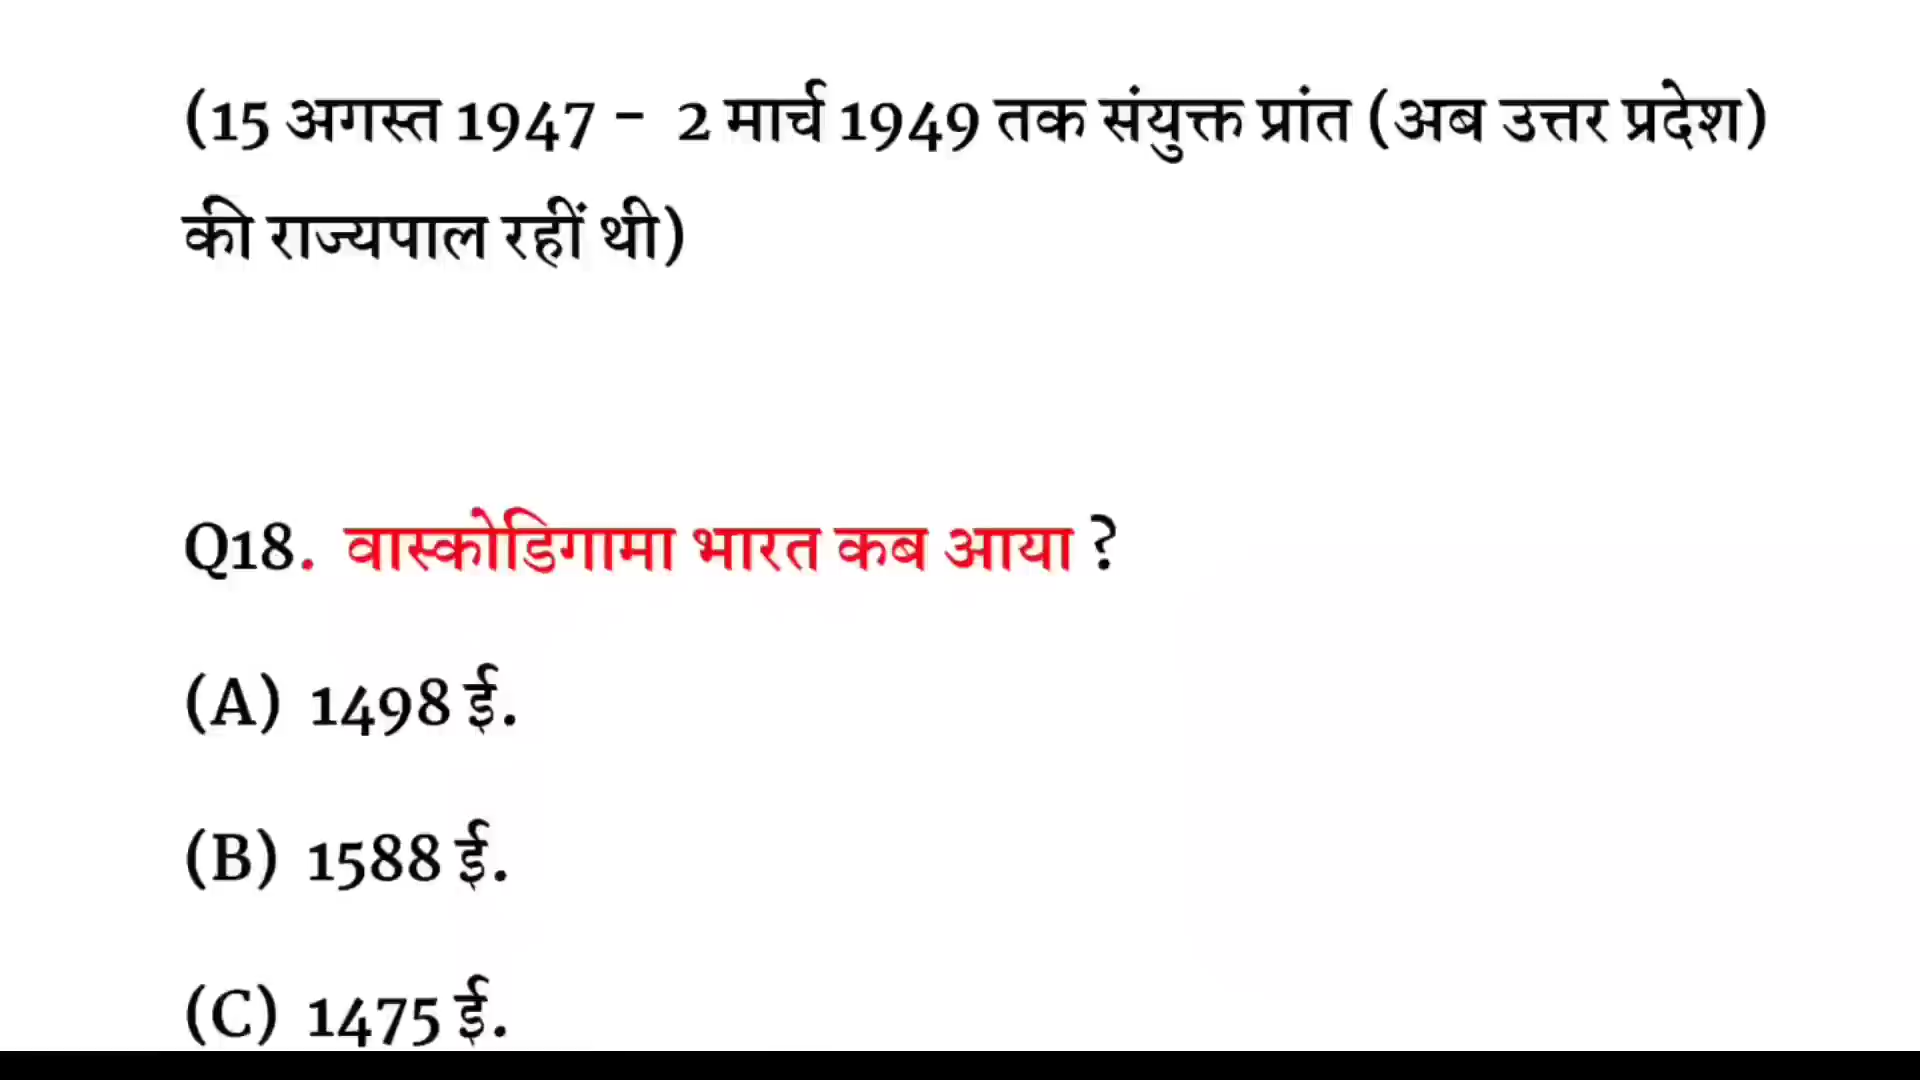 (15 अगस्त 1947 - 2 मार्च 1949 तक संयुक्त प्रांत (अब उत्तर प्रदेश)
की राज्यपाल रहीं थी)
Q18. वास्कोडिगामा भारत कब आया ?
(A) 1498 ई.
(B) 1588 ई.
(C) 1475 ई.